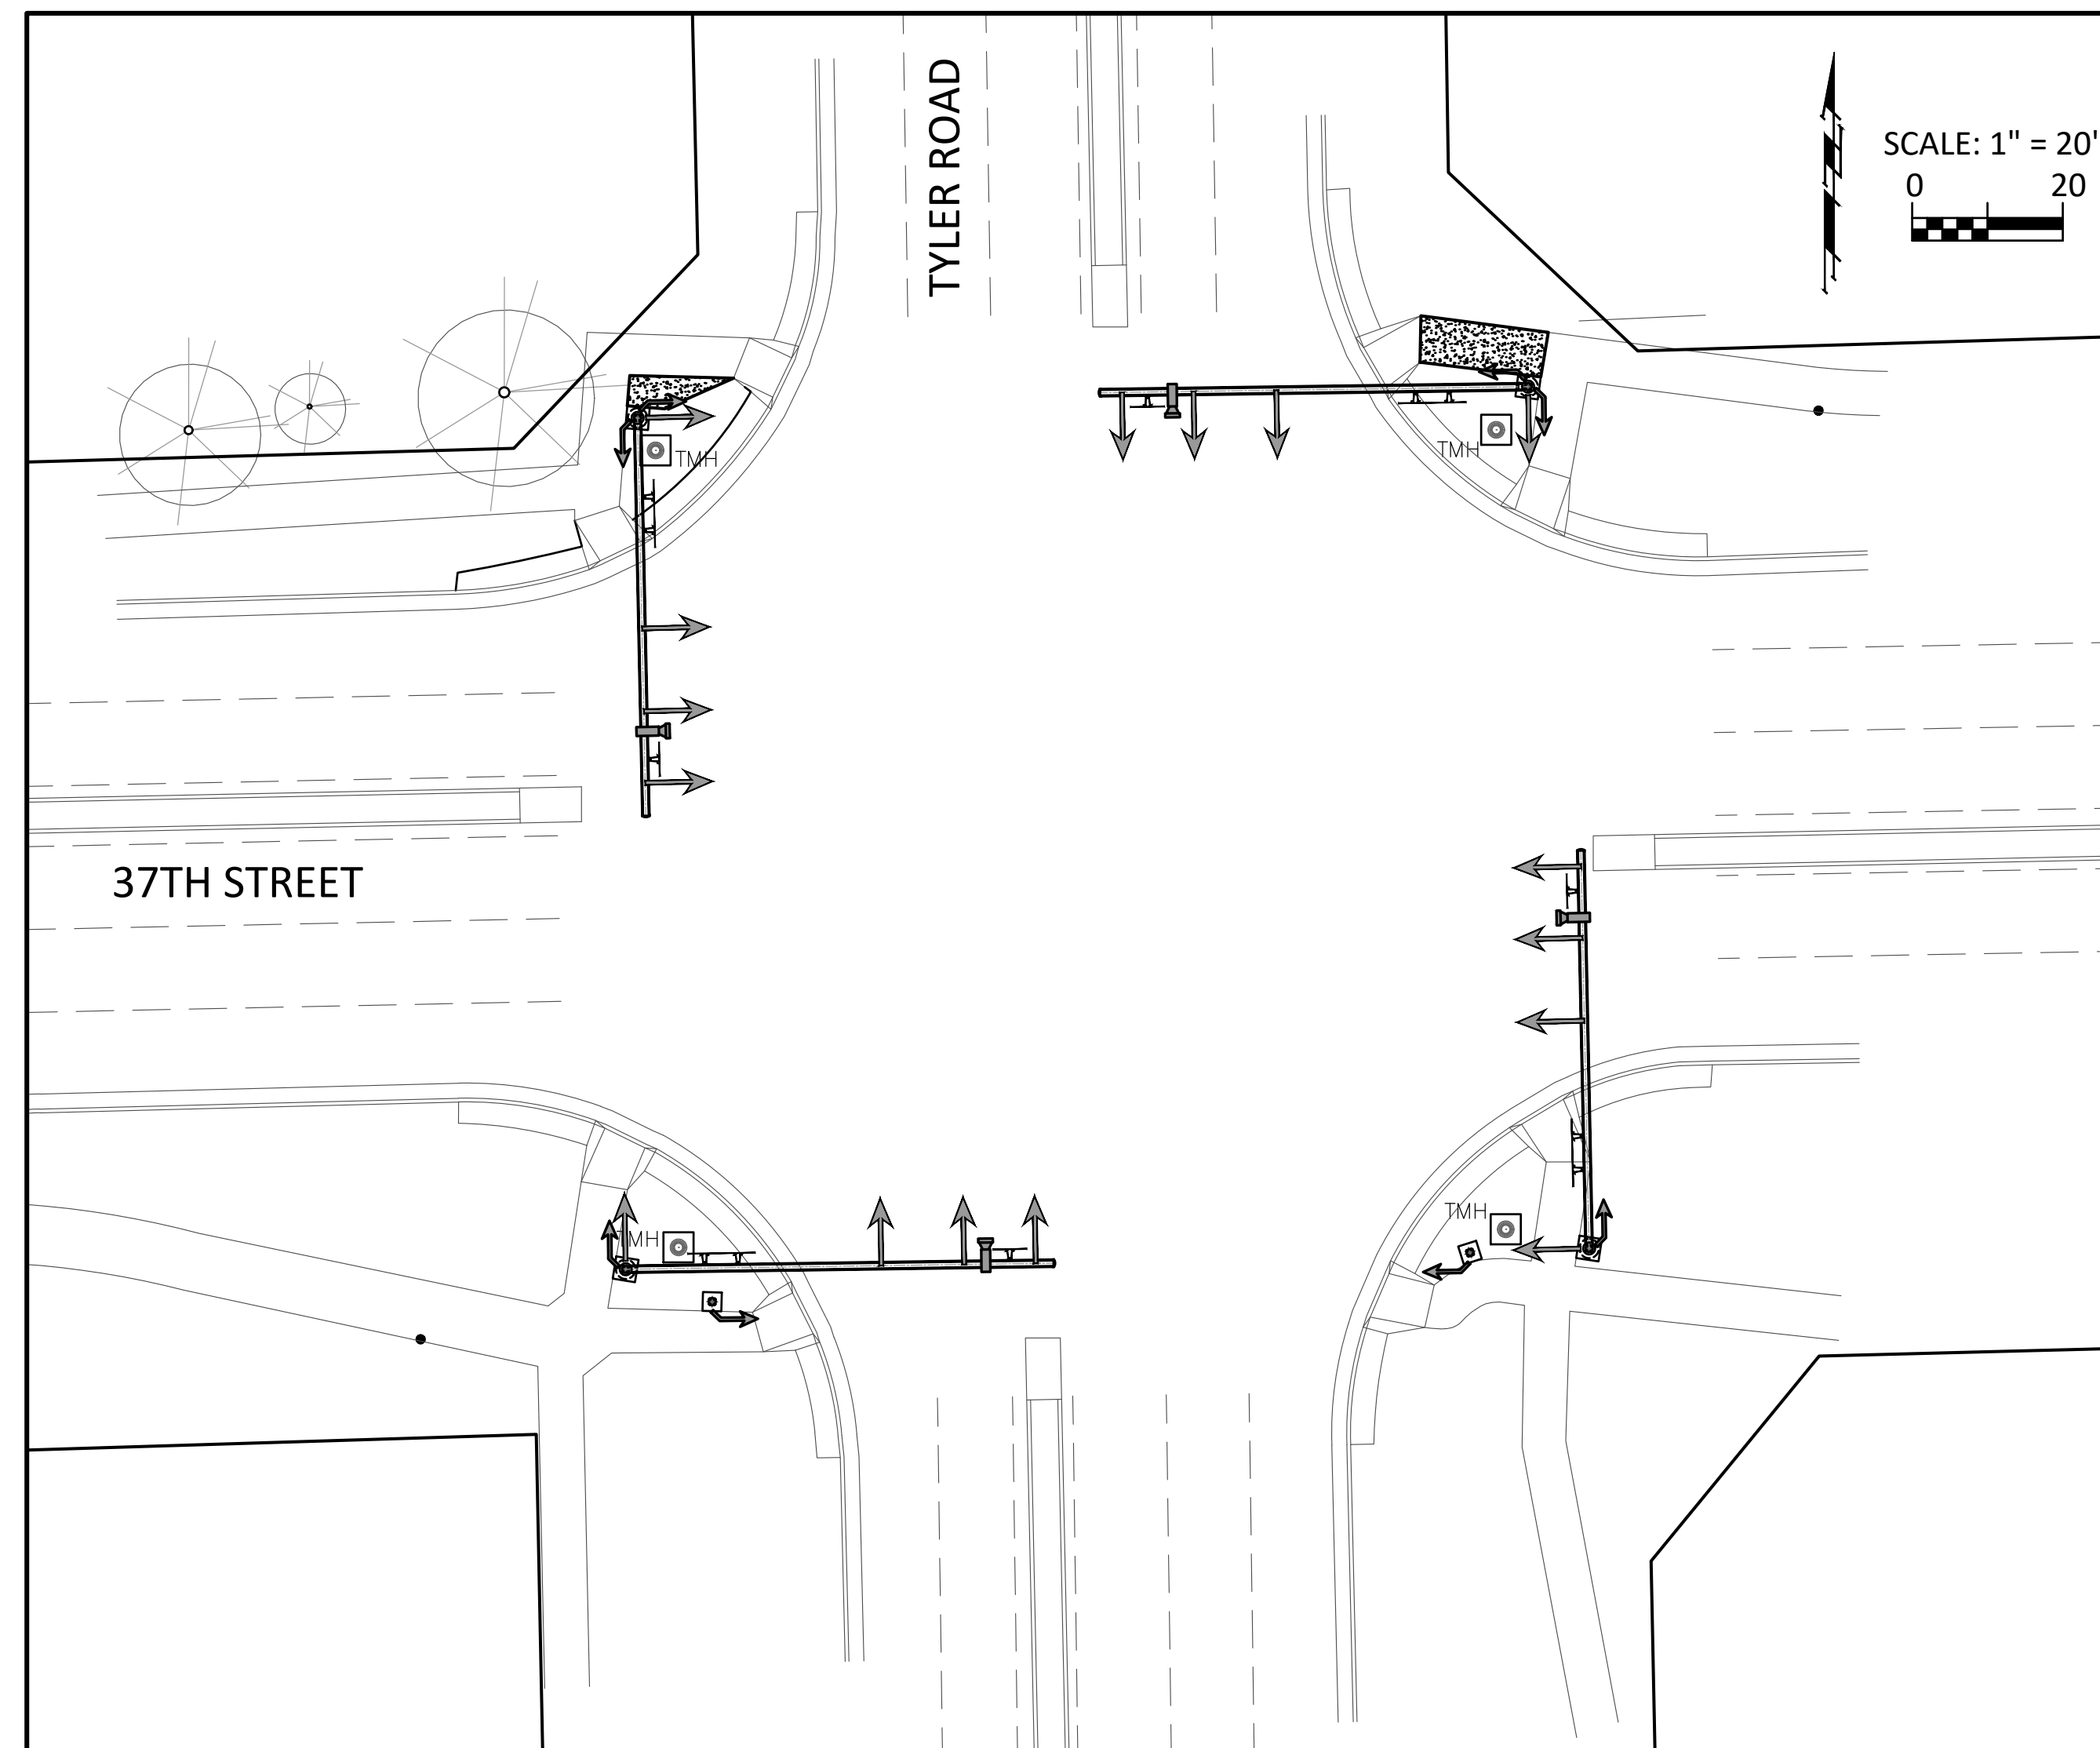 TYLER ROAD
N
SCALE: 1" = 20'
0 20
TMH
TMH
37TH STREET
TMH
TMH